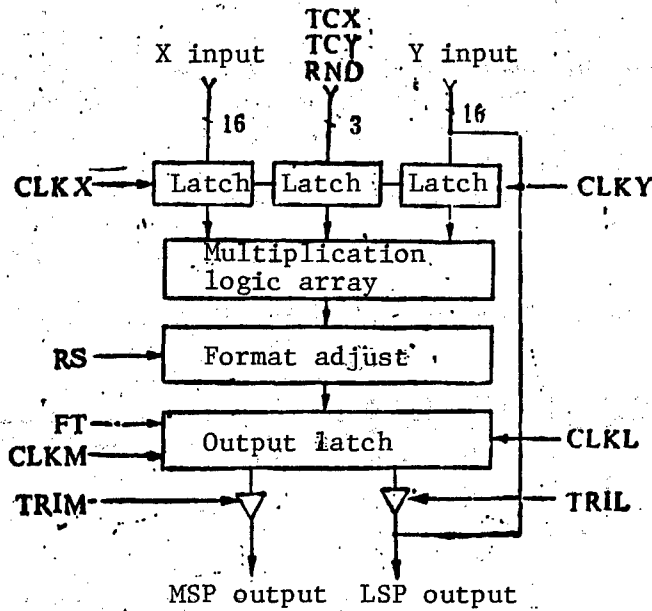 TCX
TCY
RND
X input
Y input
16
3
16
CLKX
Latch
Latch
Latch
CLKY
Multiplication
logic array
RS
Format adjust
FT
CLKM
Output latch
CLKL
TRIM
TRIL
MSP output
LSP output